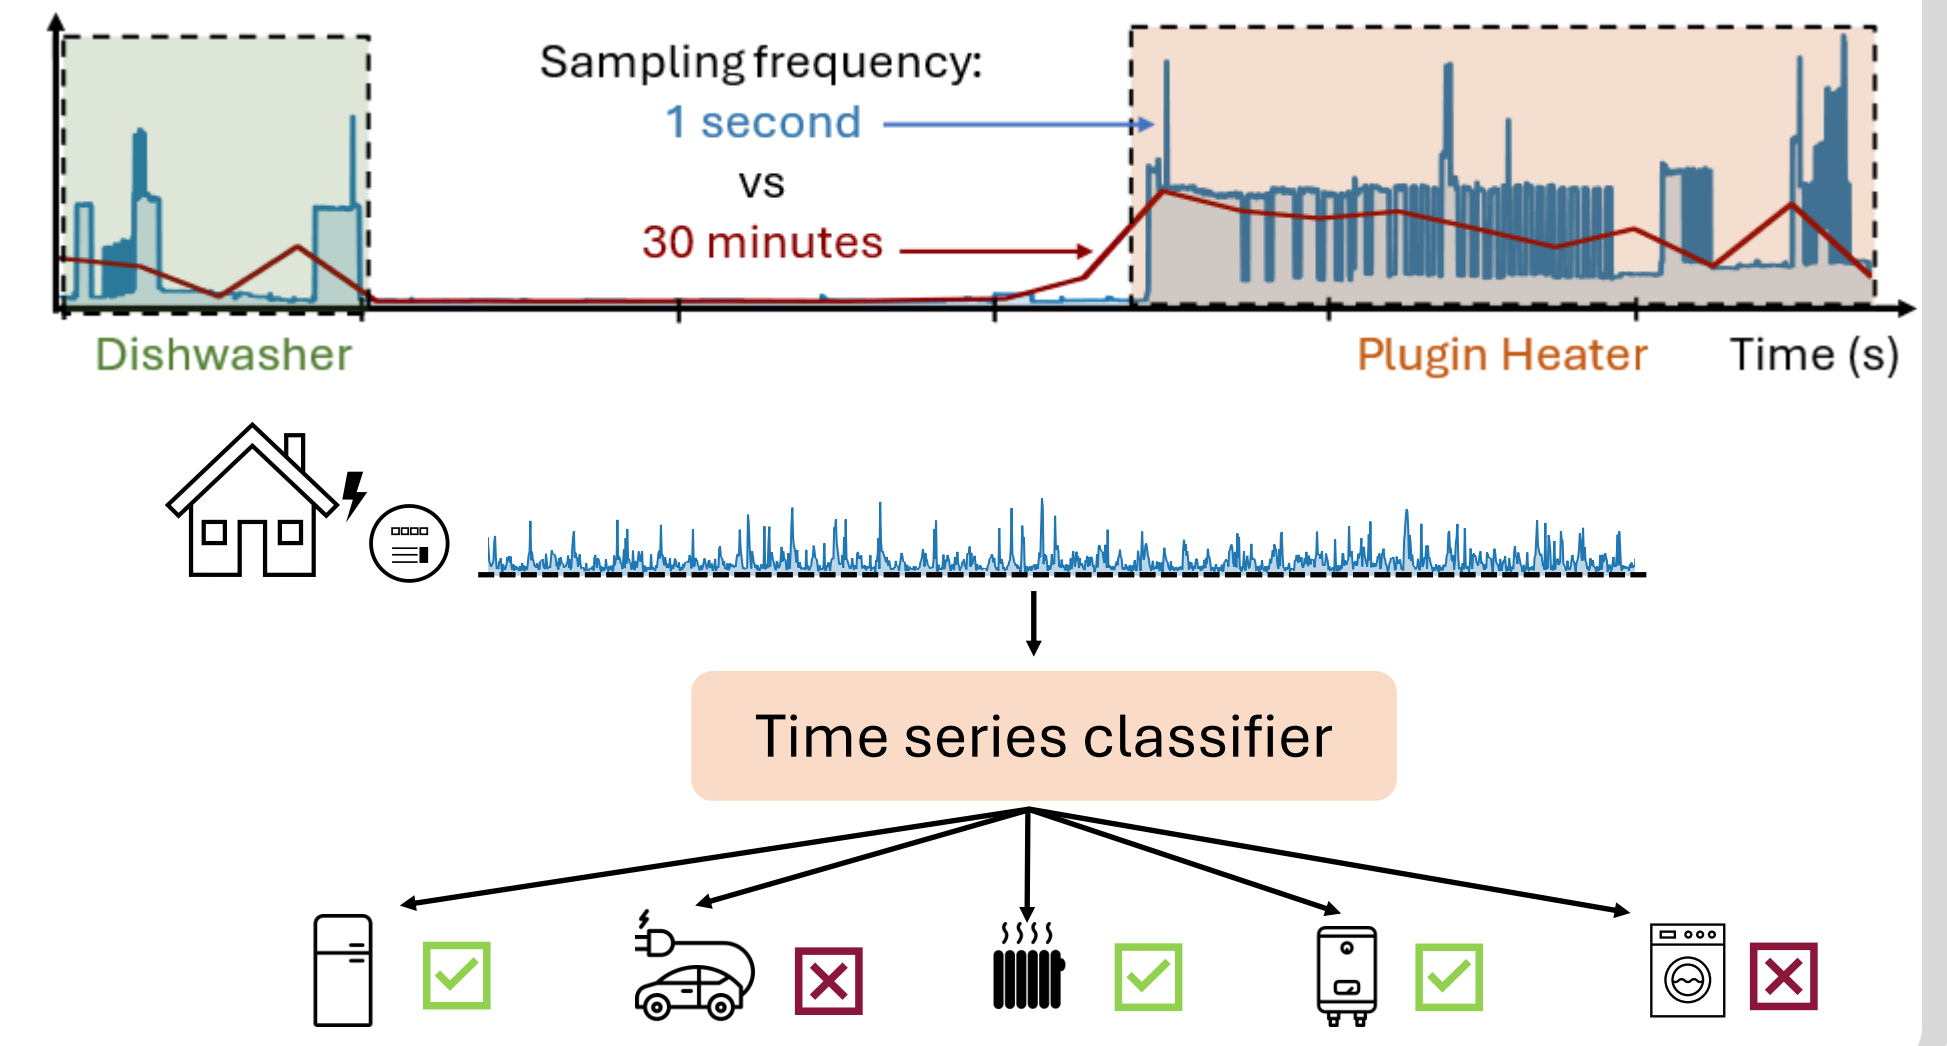 Sampling frequency:
1 second
vs
30 minutes
Dishwasher
Plugin Heater
Time (s)
Time series classifier